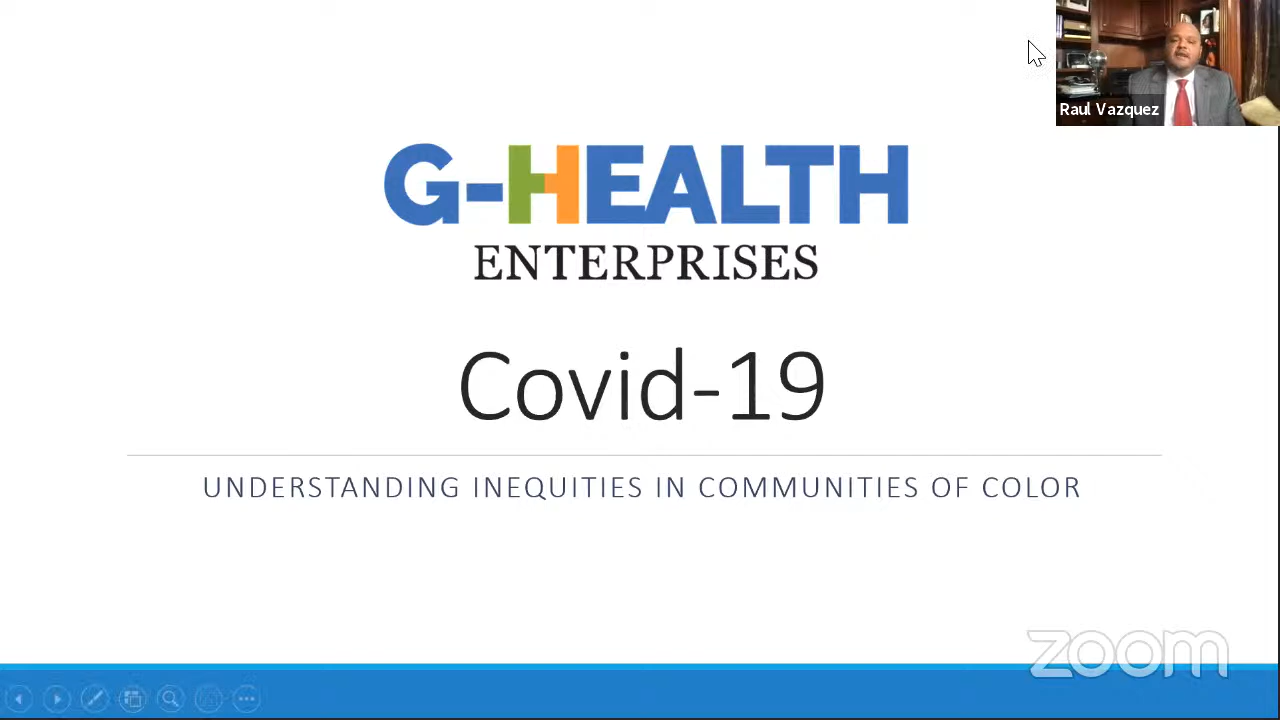 Raul Vazquez
G-HEALTH
ENTERPRISES
Covid-19
UNDERSTANDING INEQUITIES IN COMMUNITIES OF COLOR
zoom